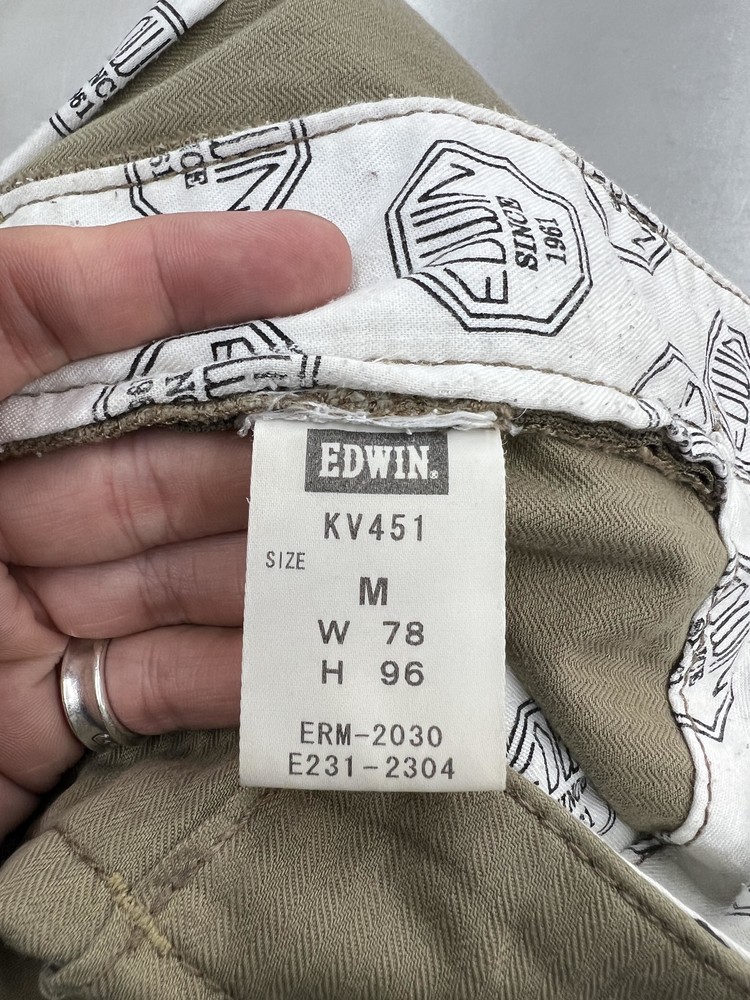 EDWIN
SINCE
1961
EDWIN.
KV451
SIZE
M
W 78
H 96
ERM-2030
E231-2304